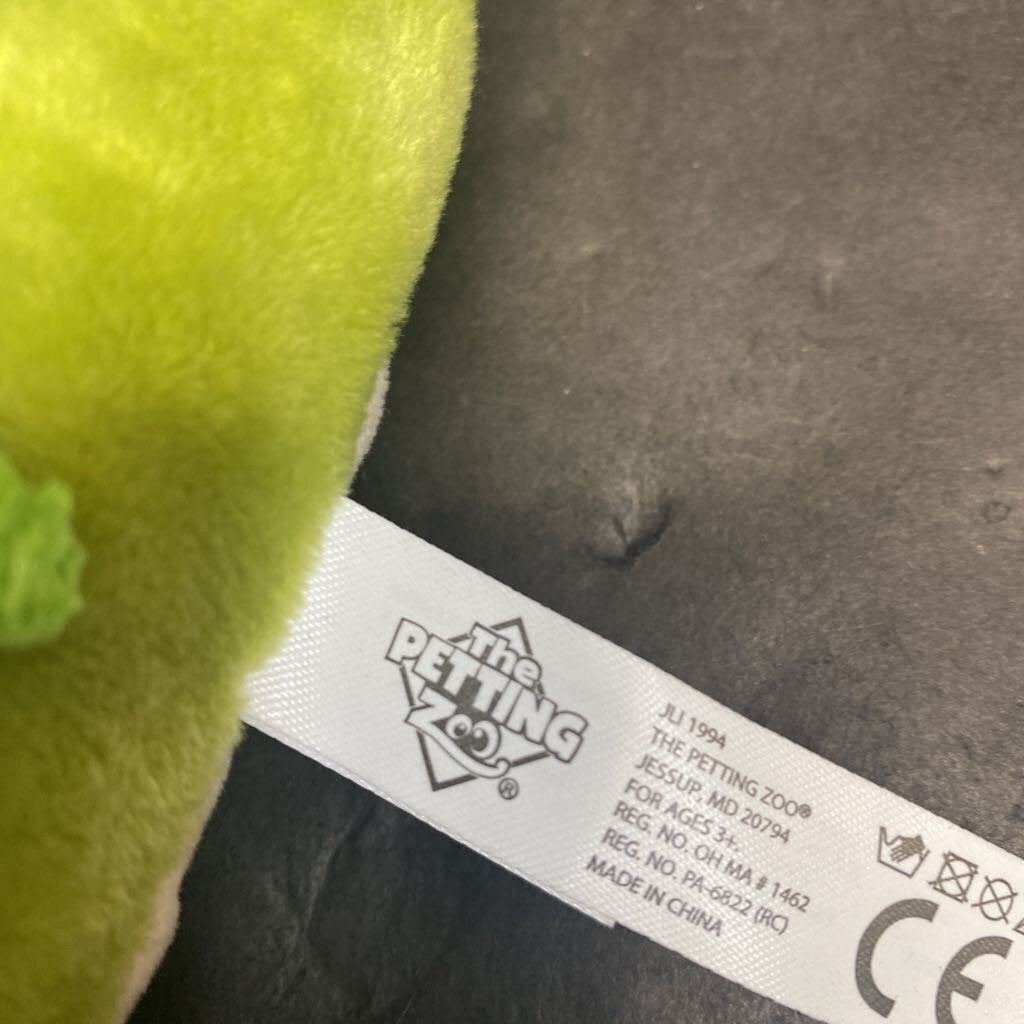 The
PETTING
ZOO
®
JLI 1994
THE PETTING ZOO®
JESSUP, MD 20794
FOR AGES 3+.
REG. NO. OH MA # 1462
REG. NO. PA-6822 (RC)
MADE IN CHINA
CE